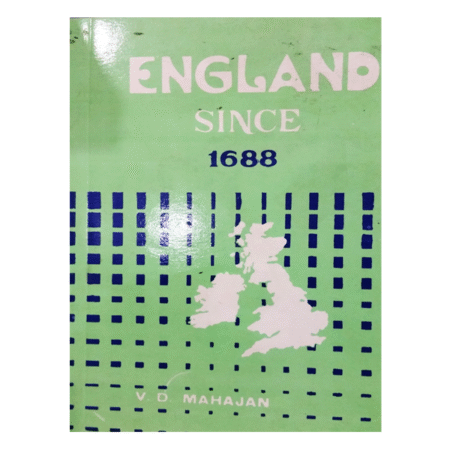 ENGLAND
SINCE
1688
V. D. MAHAJAN